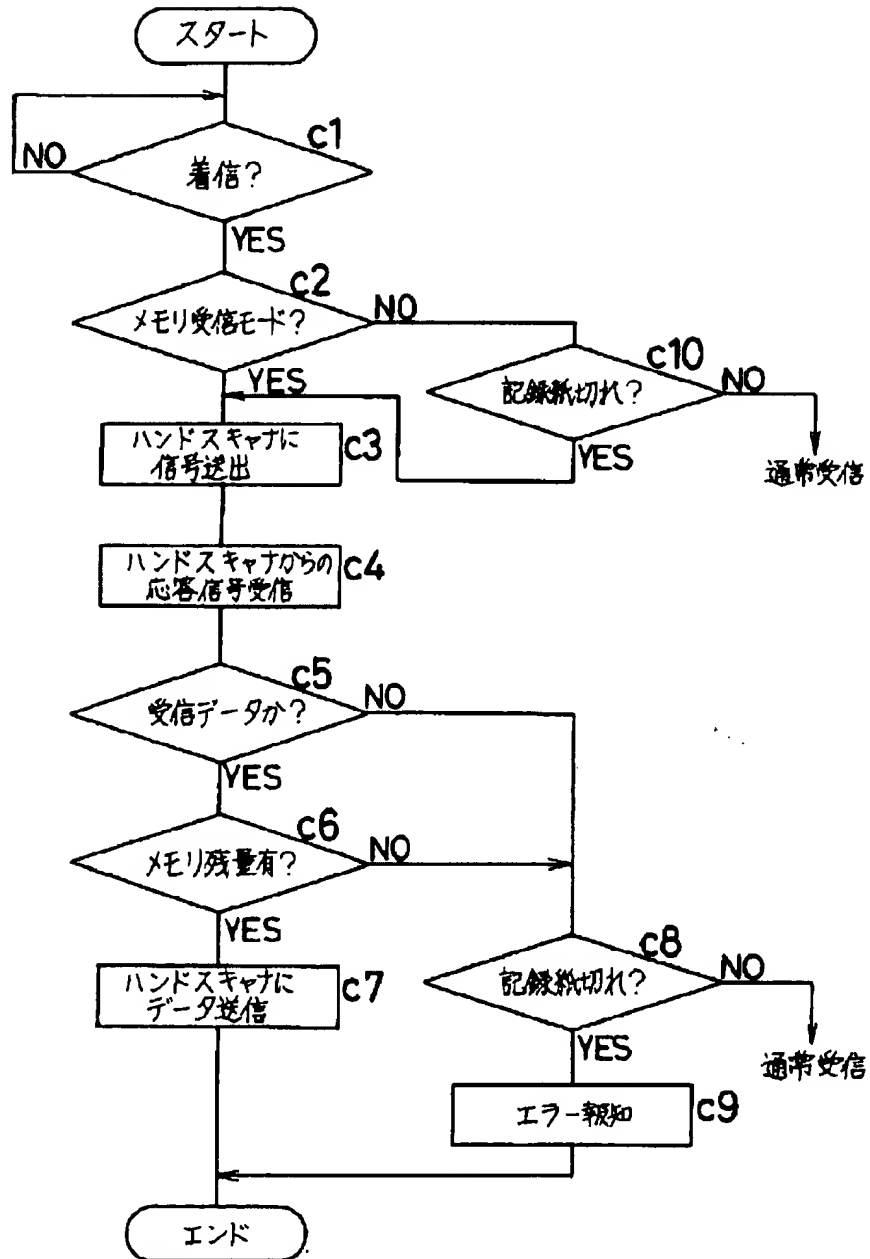 スタート
c1
NO
着信?
YES
c2
NO
メモリ受信モード?
c10
YES
記録紙切れ?
NO
ハンドスキャナに
信号送出
c3
YES
通常受信
ハンドスキャナからの
応答信号受信
c4
c5
NO
受信データか?
YES
c6
NO
メモリ残量有?
YES
c8
ハンドスキャナに
データ送信
c7
記録紙切れ?
NO
YES
通常受信
エラー報知
c9
エンド